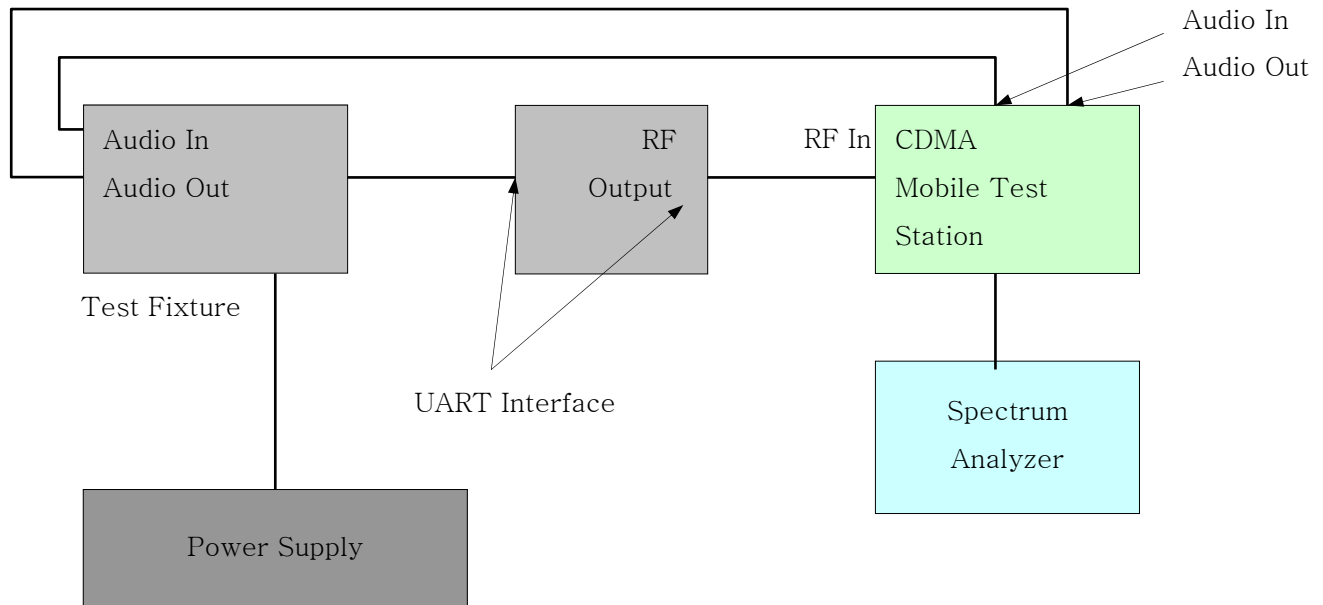 Audio In
Audio Out
Audio In
Audio Out
RF
Output
RF In
CDMA
Mobile Test
Station
Test Fixture
UART Interface
Spectrum
Analyzer
Power Supply